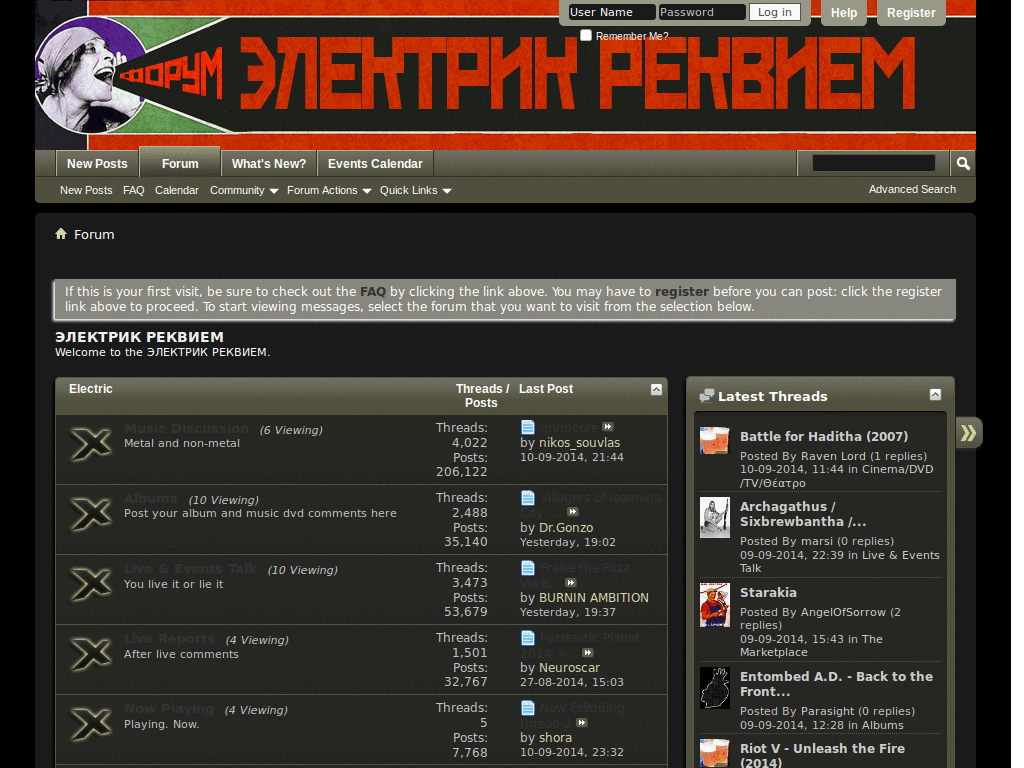 User Name Password Log in Help Register
Remember Me?
ФОРУМ ЭЛЕКТРИК РЕКВИЕМ
New Posts Forum What's New? Events Calendar
New Posts FAQ Calendar Community Forum Actions Quick Links Advanced Search
Forum
If this is your first visit, be sure to check out the FAQ by clicking the link above. You may have to register before you can post: click the register
link above to proceed. To start viewing messages, select the forum that you want to visit from the selection below.
ЭЛЕКТРИК РЕКВИЕМ
Welcome to the ЭЛЕКТРИК РЕКВИЕМ.
Electric Threads / Last Post
Posts
Music Discussion (6 Viewing)
Metal and non-metal
Threads:
4,022
Posts:
206,122
grindcore
by nikos_souvlas
10-09-2014, 21:44
Albums (10 Viewing)
Post your album and music dvd comments here
Threads:
2,488
Posts:
35,140
Villagers of Ioannina
City -...
by Dr.Gonzo
Yesterday, 19:02
Live & Events Talk (10 Viewing)
You live it or lie it
Threads:
3,473
Posts:
53,679
Praise the Fuzz
Vol.8...
by BURNIN AMBITION
Yesterday, 19:37
Live Reports (4 Viewing)
After live comments
Threads:
1,501
Posts:
32,767
Fuzztastic Planet
2014 -...
by Neuroscar
27-08-2014, 15:03
Now Playing (4 Viewing)
Playing. Now.
Threads:
5
Posts:
7,768
Now ξεθάβing
thread 2
by shora
10-09-2014, 23:32
Latest Threads
Battle for Haditha (2007)
Posted By Raven Lord (1 replies)
10-09-2014, 11:44 in Cinema/DVD
/TV/Θέατρο
Archagathus /
Sixbrewbantha /...
Posted By marsi (0 replies)
09-09-2014, 22:39 in Live & Events
Talk
Starakia
Posted By AngelOfSorrow (2
replies)
09-09-2014, 15:43 in The
Marketplace
Entombed A.D. - Back to the
Front...
Posted By Parasight (0 replies)
09-09-2014, 12:28 in Albums
Riot V - Unleash the Fire
(2014)